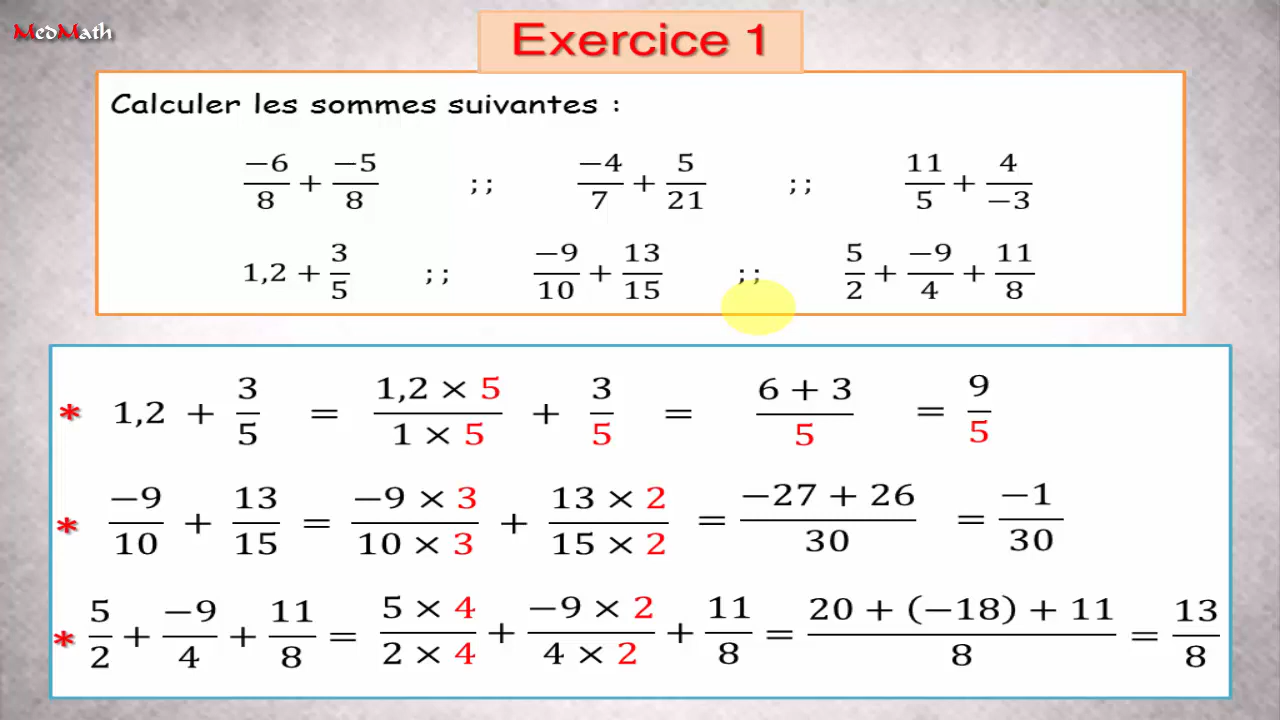 MedMath
Exercice 1
Calculer les sommes suivantes :
−6/8 + −5/8 ;; −4/7 + 5/21 ;; 11/5 + 4/−3
1,2 + 3/5 ;; −9/10 + 13/15 ;; 5/2 + −9/4 + 11/8
* 1,2 + 3/5 = 1,2 × 5/1 × 5 + 3/5 = 6 + 3/5 = 9/5
* −9/10 + 13/15 = −9 × 3/10 × 3 + 13 × 2/15 × 2 = −27 + 26/30 = −1/30
* 5/2 + −9/4 + 11/8 = 5 × 4/2 × 4 + −9 × 2/4 × 2 + 11/8 = 20 + (−18) + 11/8 = 13/8